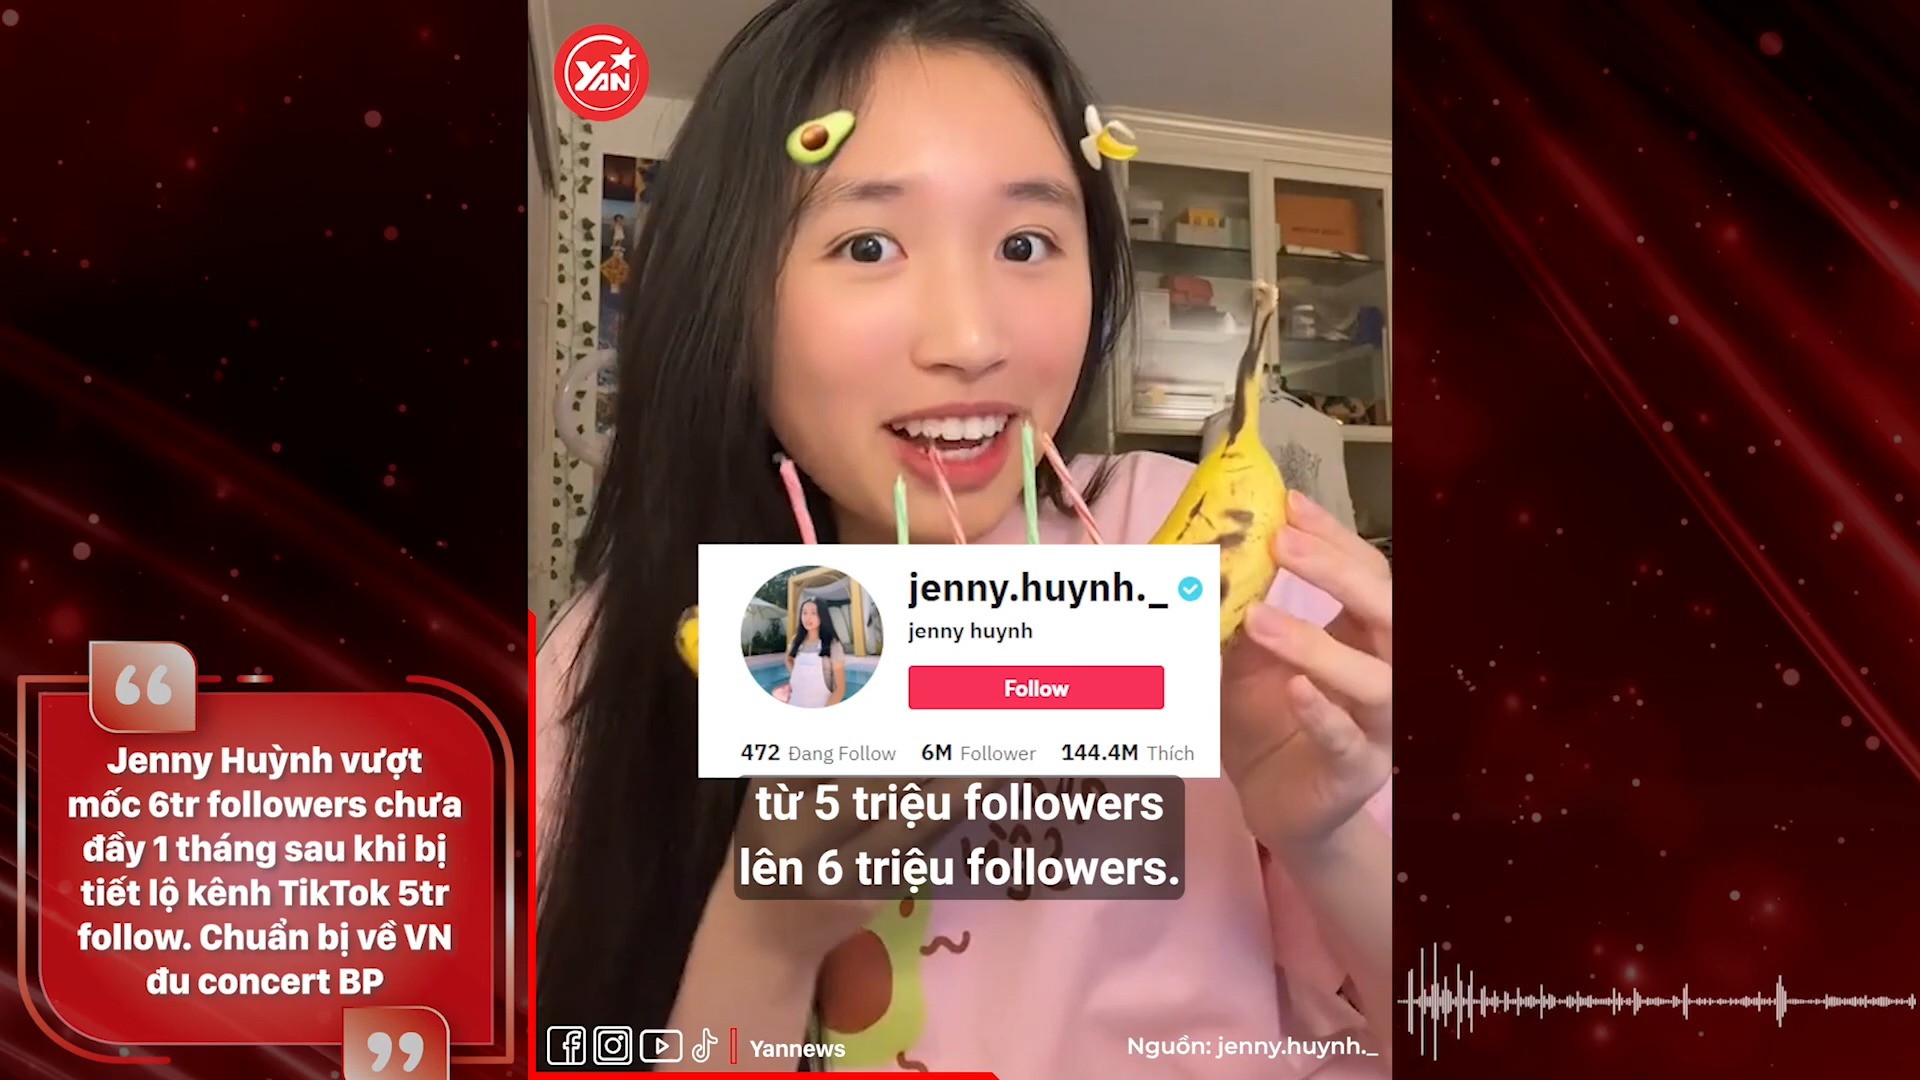 YAN
jenny.huynh._
jenny huynh
Follow
472 Đang Follow 6M Follower 144.4M Thích
từ 5 triệu followers
lên 6 triệu followers.
Jenny Huỳnh vượt
mốc 6tr followers chưa
đầy 1 tháng sau khi bị
tiết lộ kênh TikTok 5tr
follow. Chuẩn bị về VN
đu concert BP
Yannews
Nguồn: jenny.huynh._